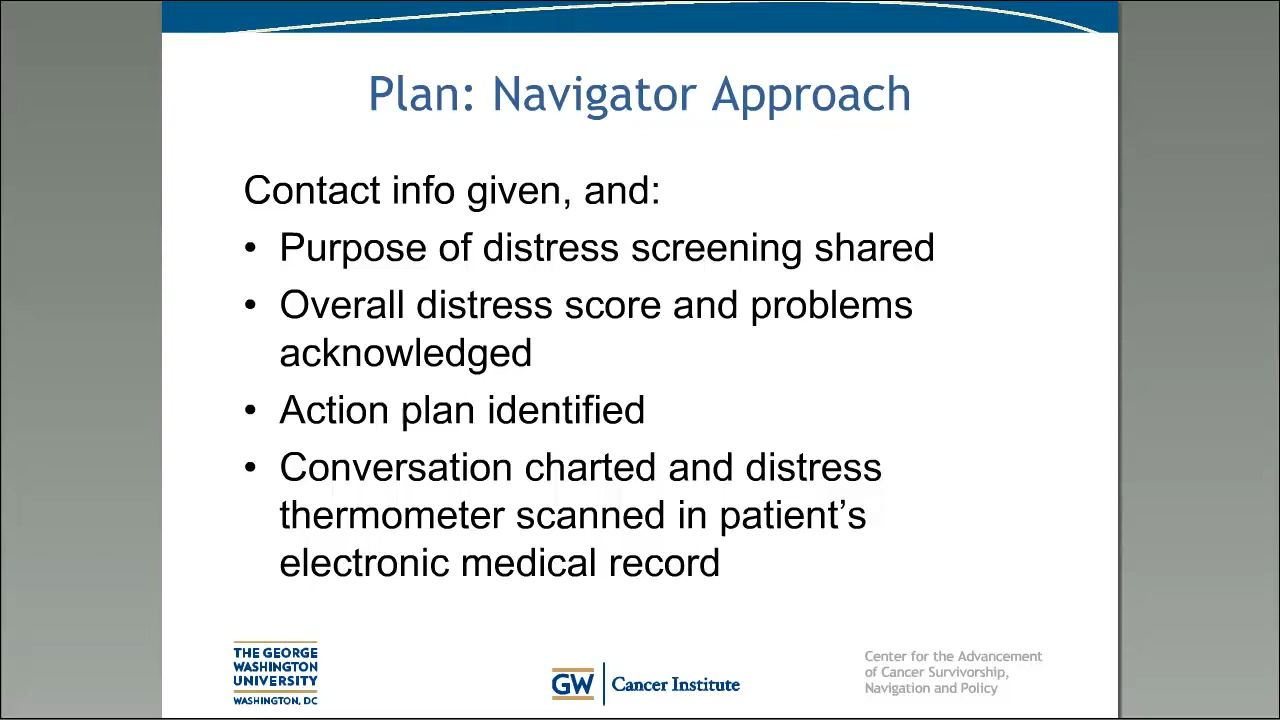 Plan: Navigator Approach
Contact info given, and:
• Purpose of distress screening shared
• Overall distress score and problems
acknowledged
• Action plan identified
• Conversation charted and distress
thermometer scanned in patient’s
electronic medical record
THE GEORGE
WASHINGTON
UNIVERSITY
WASHINGTON, DC
GW Cancer Institute
Center for the Advancement
of Cancer Survivorship,
Navigation and Policy